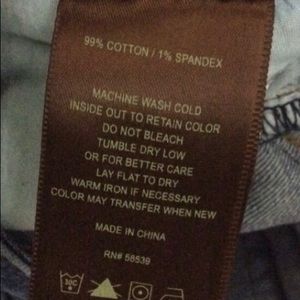 99% COTTON / 1% SPANDEX
MACHINE WASH COLD
INSIDE OUT TO RETAIN COLOR
DO NOT BLEACH
TUMBLE DRY LOW
OR FOR BETTER CARE
LAY FLAT TO DRY
WARM IRON IF NECESSARY
COLOR MAY TRANSFER WHEN NEW
MADE IN CHINA
RN# 58539
30C